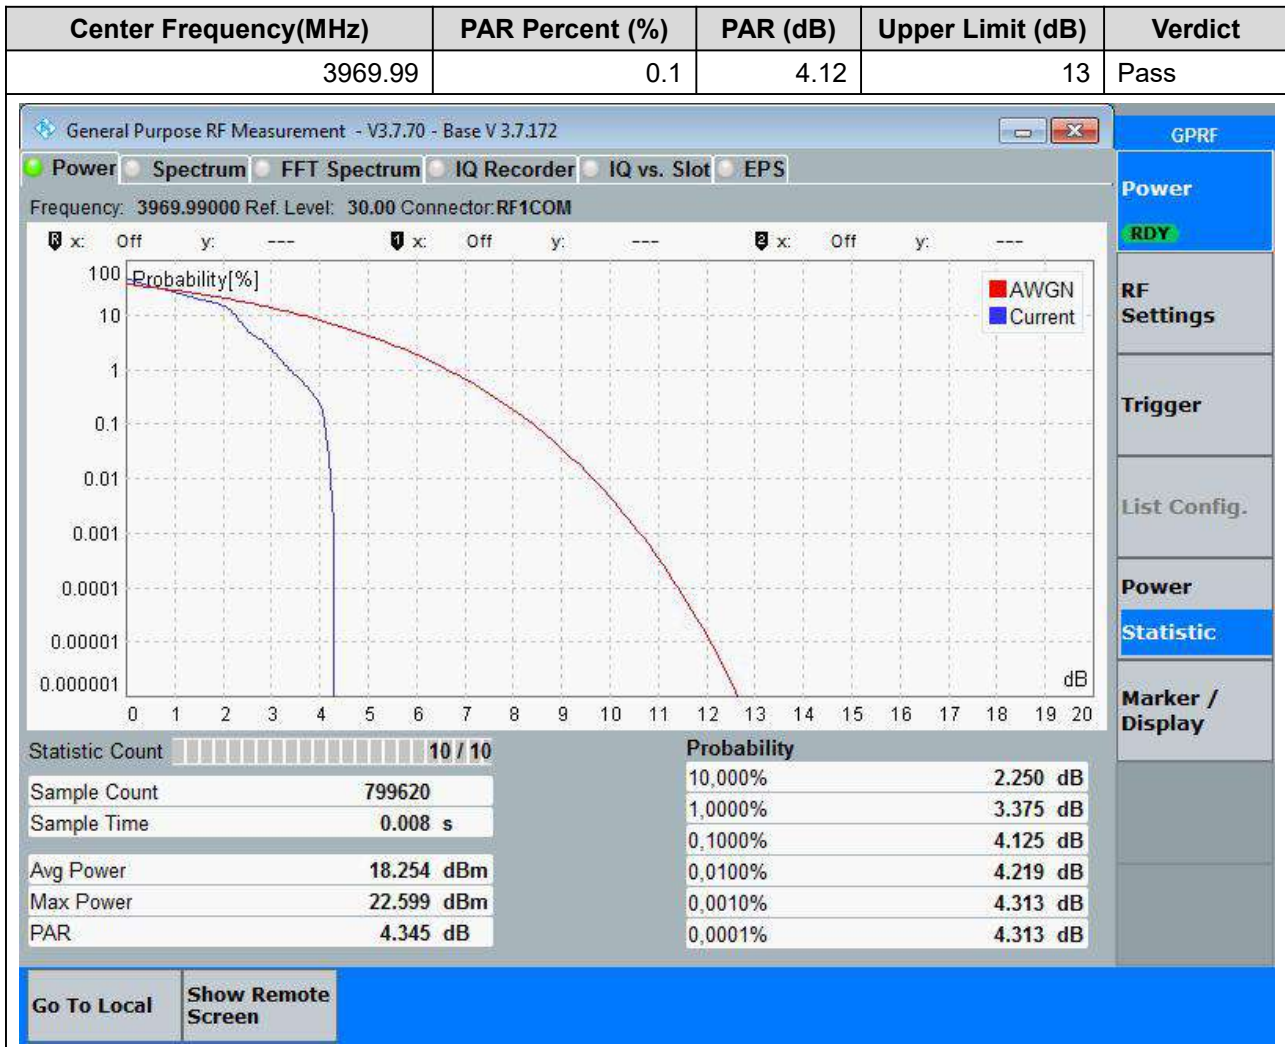 Center Frequency(MHz) PAR Percent (%) PAR (dB) Upper Limit (dB) Verdict
3969.99 0.1 4.12 13 Pass
General Purpose RF Measurement - V3.7.70 - Base V 3.7.172
GPRF
Power Spectrum FFT Spectrum IQ Recorder IQ vs. Slot EPS
Frequency: 3969.99000 Ref. Level: 30.00 Connector:RF1COM
R x: Off y: --- 1 x: Off y: --- 2 x: Off y: ---
Probability[%]
AWGN
Current
100
10
1
0.1
0.01
0.001
0.0001
0.00001
0.000001
dB
0 1 2 3 4 5 6 7 8 9 10 11 12 13 14 15 16 17 18 19 20
Statistic Count 10 / 10
Sample Count 799620
Sample Time 0.008 s
Avg Power 18.254 dBm
Max Power 22.599 dBm
PAR 4.345 dB
Probability
10,000% 2.250 dB
1,0000% 3.375 dB
0,1000% 4.125 dB
0,0100% 4.219 dB
0,0010% 4.313 dB
0,0001% 4.313 dB
Power
RDY
RF
Settings
Trigger
List Config.
Power
Statistic
Marker /
Display
Go To Local
Show Remote
Screen